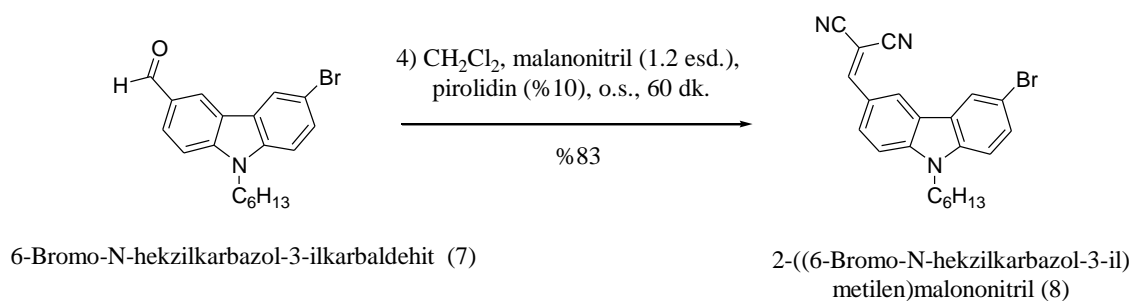 NC
CN
O
H
Br
N
C₆H₁₃
4) CH₂Cl₂, malanonitril (1.2 esd.),
pirolidin (%10), o.s., 60 dk.
%83
Br
N
C₆H₁₃
6-Bromo-N-hekzilkarbazol-3-ilkarbaldehit (7)
2-((6-Bromo-N-hekzilkarbazol-3-il)
metilen)malononitril (8)